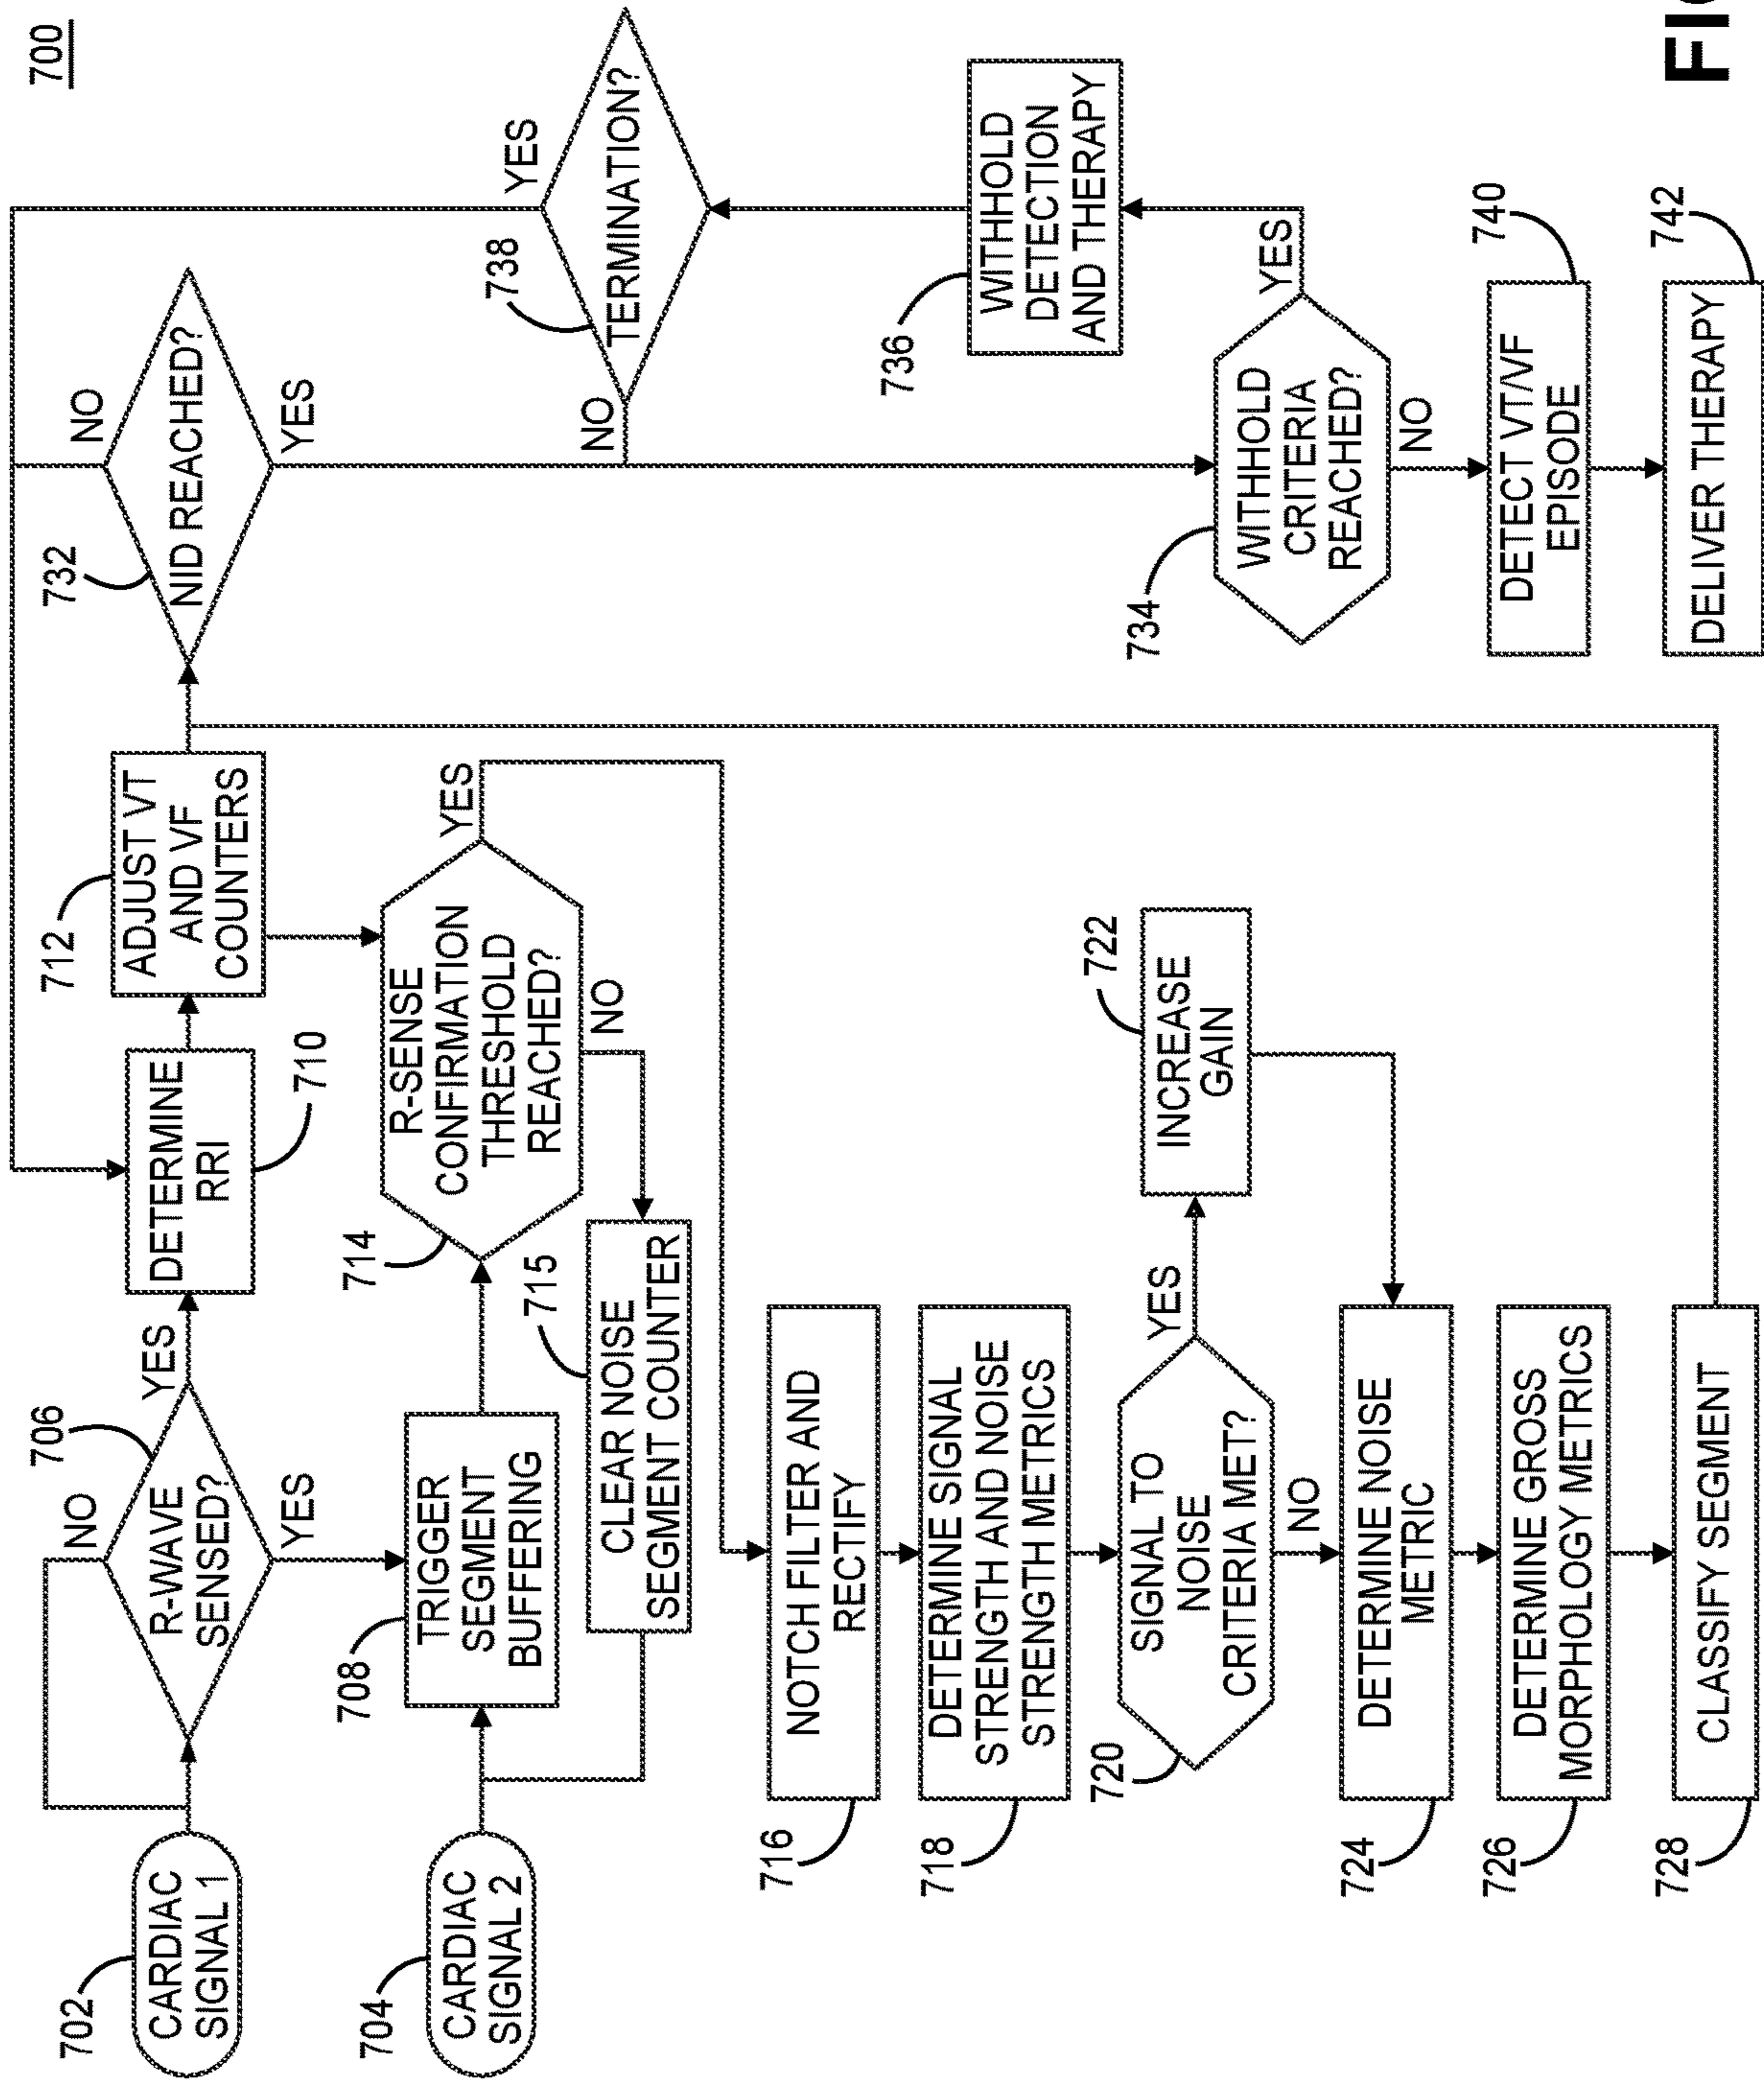 700
702
CARDIAC
SIGNAL 1
706
R-WAVE
SENSED?
NO
YES
YES
DETERMINE
RRI
710
712
ADJUST VT
AND VF
COUNTERS
732
NID REACHED?
NO
YES
704
CARDIAC
SIGNAL 2
708
TRIGGER
SEGMENT
BUFFERING
714
R-SENSE
CONFIRMATION
THRESHOLD
REACHED?
YES
NO
715
CLEAR NOISE
SEGMENT COUNTER
716
NOTCH FILTER AND
RECTIFY
718
DETERMINE SIGNAL
STRENGTH AND NOISE
STRENGTH METRICS
720
SIGNAL TO
NOISE
CRITERIA MET?
YES
NO
722
INCREASE
GAIN
724
DETERMINE NOISE
METRIC
726
DETERMINE GROSS
MORPHOLOGY METRICS
728
CLASSIFY SEGMENT
738
TERMINATION?
YES
NO
736
WITHHOLD
DETECTION
AND THERAPY
734
WITHHOLD
CRITERIA
REACHED?
YES
NO
740
DETECT VT/VF
EPISODE
742
DELIVER THERAPY